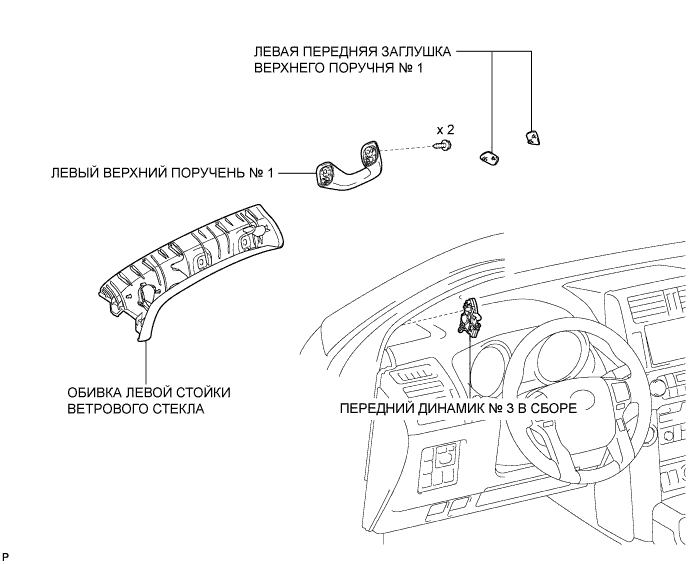 ЛЕВАЯ ПЕРЕДНЯЯ ЗАГЛУШКА
ВЕРХНЕГО ПОРУЧНЯ № 1
x 2
ЛЕВЫЙ ВЕРХНИЙ ПОРУЧЕНЬ № 1
ОБИВКА ЛЕВОЙ СТОЙКИ
ВЕТРОВОГО СТЕКЛА
ПЕРЕДНИЙ ДИНАМИК № 3 В СБОРЕ
P